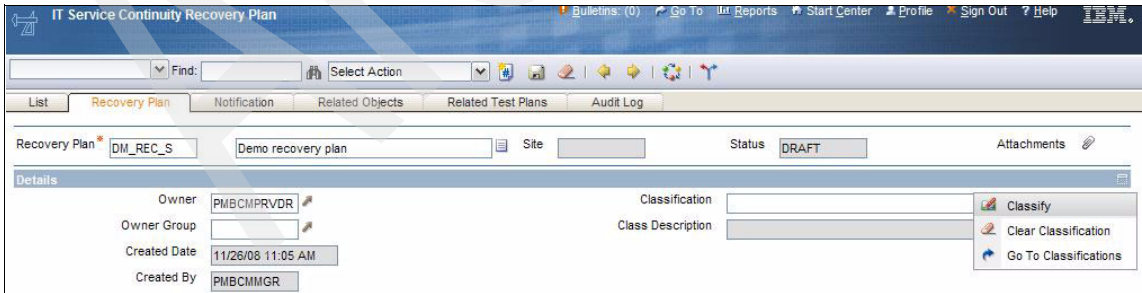 IT Service Continuity Recovery Plan
Bulletins: (0) Go To Reports Start Center Profile Sign Out ? Help IBM.
Find: Select Action
List Recovery Plan Notification Related Objects Related Test Plans Audit Log
Recovery Plan* DM_REC_S Demo recovery plan Site Status DRAFT Attachments
Details
Owner PMBCMPRVDR Classification Classify
Owner Group Class Description Clear Classification
Created Date 11/26/08 11:05 AM Go To Classifications
Created By PMBCMMGR